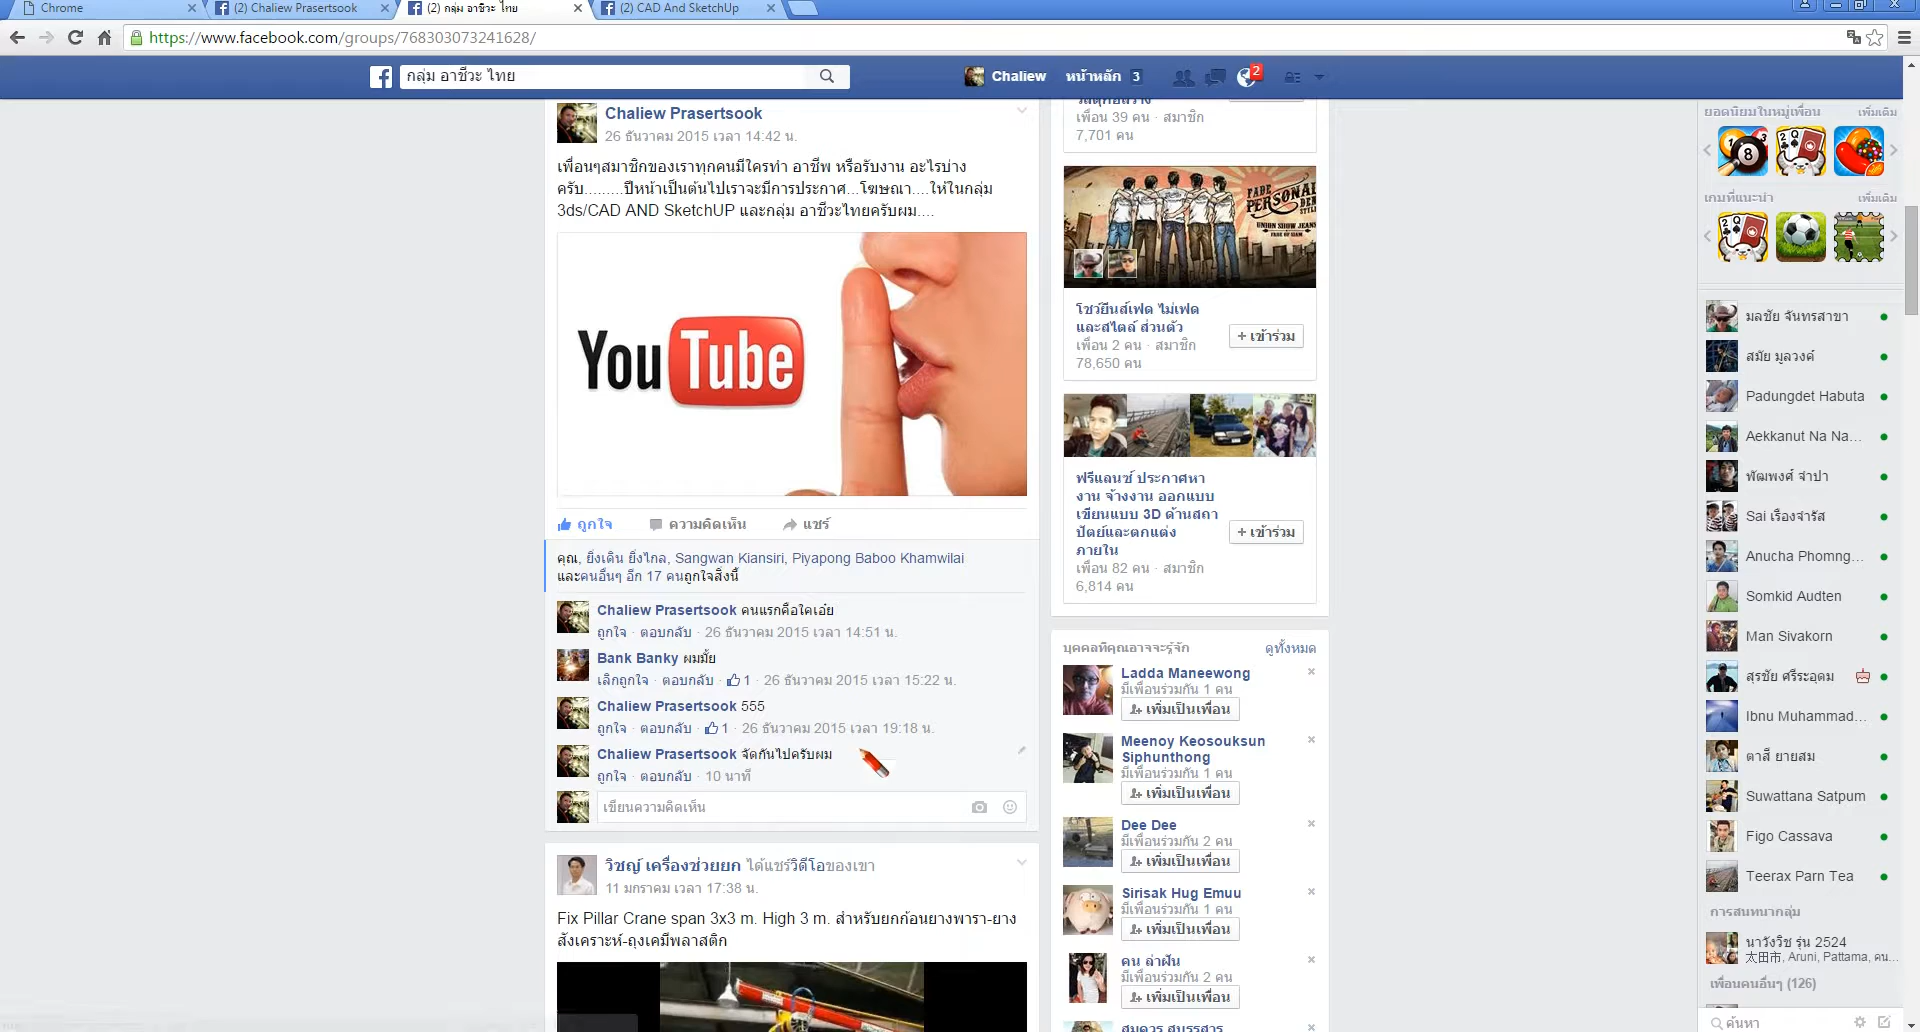 Chrome
(2) Chaliew Prasertsook
(2) กลุ่ม อาชีวะ ไทย
(2) CAD And SketchUp
https://www.facebook.com/groups/768303073241628/
กลุ่ม อาชีวะ ไทย
Chaliew
หน้าหลัก 3
2
Chaliew Prasertsook
26 ธันวาคม 2015 เวลา 14:42 น.
เพื่อนๆสมาชิกของเราทุกคนมีใครทำ อาชีพ หรือรับงาน อะไรบ่าง
ครับ.........ปีหน้าเป็นต้นไปเราจะมีการประกาศ...โฆษณา....ให้ในกลุ่ม
3ds/CAD AND SketchUP และกลุ่ม อาชีวะไทยครับผม....
YouTube
ถูกใจ ความคิดเห็น แชร์
คุณ, ยิ่งเดิน ยิ่งไกล, Sangwan Kiansiri, Piyapong Baboo Khamwilai
และคนอื่นๆ อีก 17 คนถูกใจสิ่งนี้
Chaliew Prasertsook คนแรกคือใคเอ่ย
ถูกใจ · ตอบกลับ · 26 ธันวาคม 2015 เวลา 14:51 น.
Bank Banky ผมมั้ย
เลิกถูกใจ · ตอบกลับ · 1 · 26 ธันวาคม 2015 เวลา 15:22 น.
Chaliew Prasertsook 555
ถูกใจ · ตอบกลับ · 1 · 26 ธันวาคม 2015 เวลา 19:18 น.
Chaliew Prasertsook จัดกันไปครับผม
ถูกใจ · ตอบกลับ · 10 นาที
เขียนความคิดเห็น
วิชญ์ เครื่องช่วยยก ได้แชร์วิดีโอของเขา
11 มกราคม เวลา 17:38 น.
Fix Pillar Crane span 3x3 m. High 3 m. สำหรับยกก้อนยางพารา-ยาง
สังเคราะห์-ถุงเคมีพลาสติก
เพื่อน 39 คน · สมาชิก
7,701 คน
FADE
PERSONAL
UNION SHOW JEANS
โชว์ยีนส์เฟด ไม่เฟด
และสไตล์ ส่วนตัว
เพื่อน 2 คน · สมาชิก
78,650 คน
+ เข้าร่วม
ฟรีแลนซ์ ประกาศหา
งาน จ้างงาน ออกแบบ
เขียนแบบ 3D ด้านสถา
ปัตย์และตกแต่ง
ภายใน
เพื่อน 82 คน · สมาชิก
6,814 คน
+ เข้าร่วม
บุคคลที่คุณอาจจะรู้จัก
ดูทั้งหมด
Ladda Maneewong
มีเพื่อนร่วมกัน 1 คน
เพิ่มเป็นเพื่อน
Meenoy Keosouksun
Siphunthong
มีเพื่อนร่วมกัน 1 คน
เพิ่มเป็นเพื่อน
Dee Dee
มีเพื่อนร่วมกัน 2 คน
เพิ่มเป็นเพื่อน
Sirisak Hug Emuu
มีเพื่อนร่วมกัน 1 คน
เพิ่มเป็นเพื่อน
คน ล่าฝัน
มีเพื่อนร่วมกัน 2 คน
เพิ่มเป็นเพื่อน
ยอดนิยมในหมู่เพื่อน เพิ่มเติม
เกมที่แนะนำ เพิ่มเติม
มลชัย จันทรสาขา
สมัย มูลวงค์
Padungdet Habuta
Aekkanut Na Na...
พัฒพงศ์ จำปา
Sai เรืองจำรัส
Anucha Phomng...
Somkid Audten
Man Sivakorn
สุรชัย ศรีระอุดม
Ibnu Muhammad...
ตาสี ยายสม
Suwattana Satpum
Figo Cassava
Teerax Parn Tea
การสนทนากลุ่ม
นาวังวิช รุ่น 2524
太田市, Aruni, Pattama, คน...
เพื่อนคนอื่นๆ (126)
ค้นหา